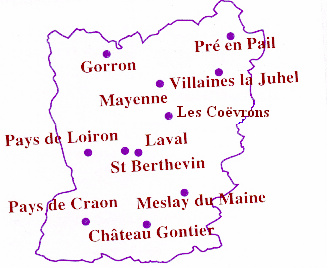 Pré en Pail
Gorron
Villaines la Juhel
Mayenne
Les Coëvrons
Pays de Loiron
Laval
St Berthevin
Pays de Craon
Meslay du Maine
Château Gontier